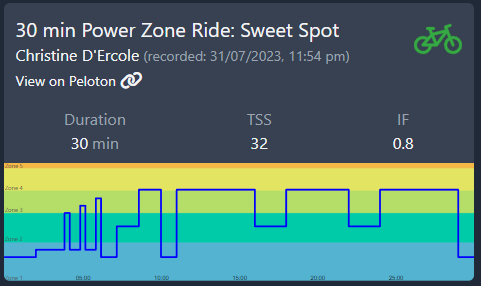 30 min Power Zone Ride: Sweet Spot
Christine D'Ercole (recorded: 31/07/2023, 11:54 pm)
View on Peloton
Duration TSS IF
30 min 32 0.8
Zone 5
Zone 4
Zone 3
Zone 2
Zone 1 05:00 10:00 15:00 20:00 25:00